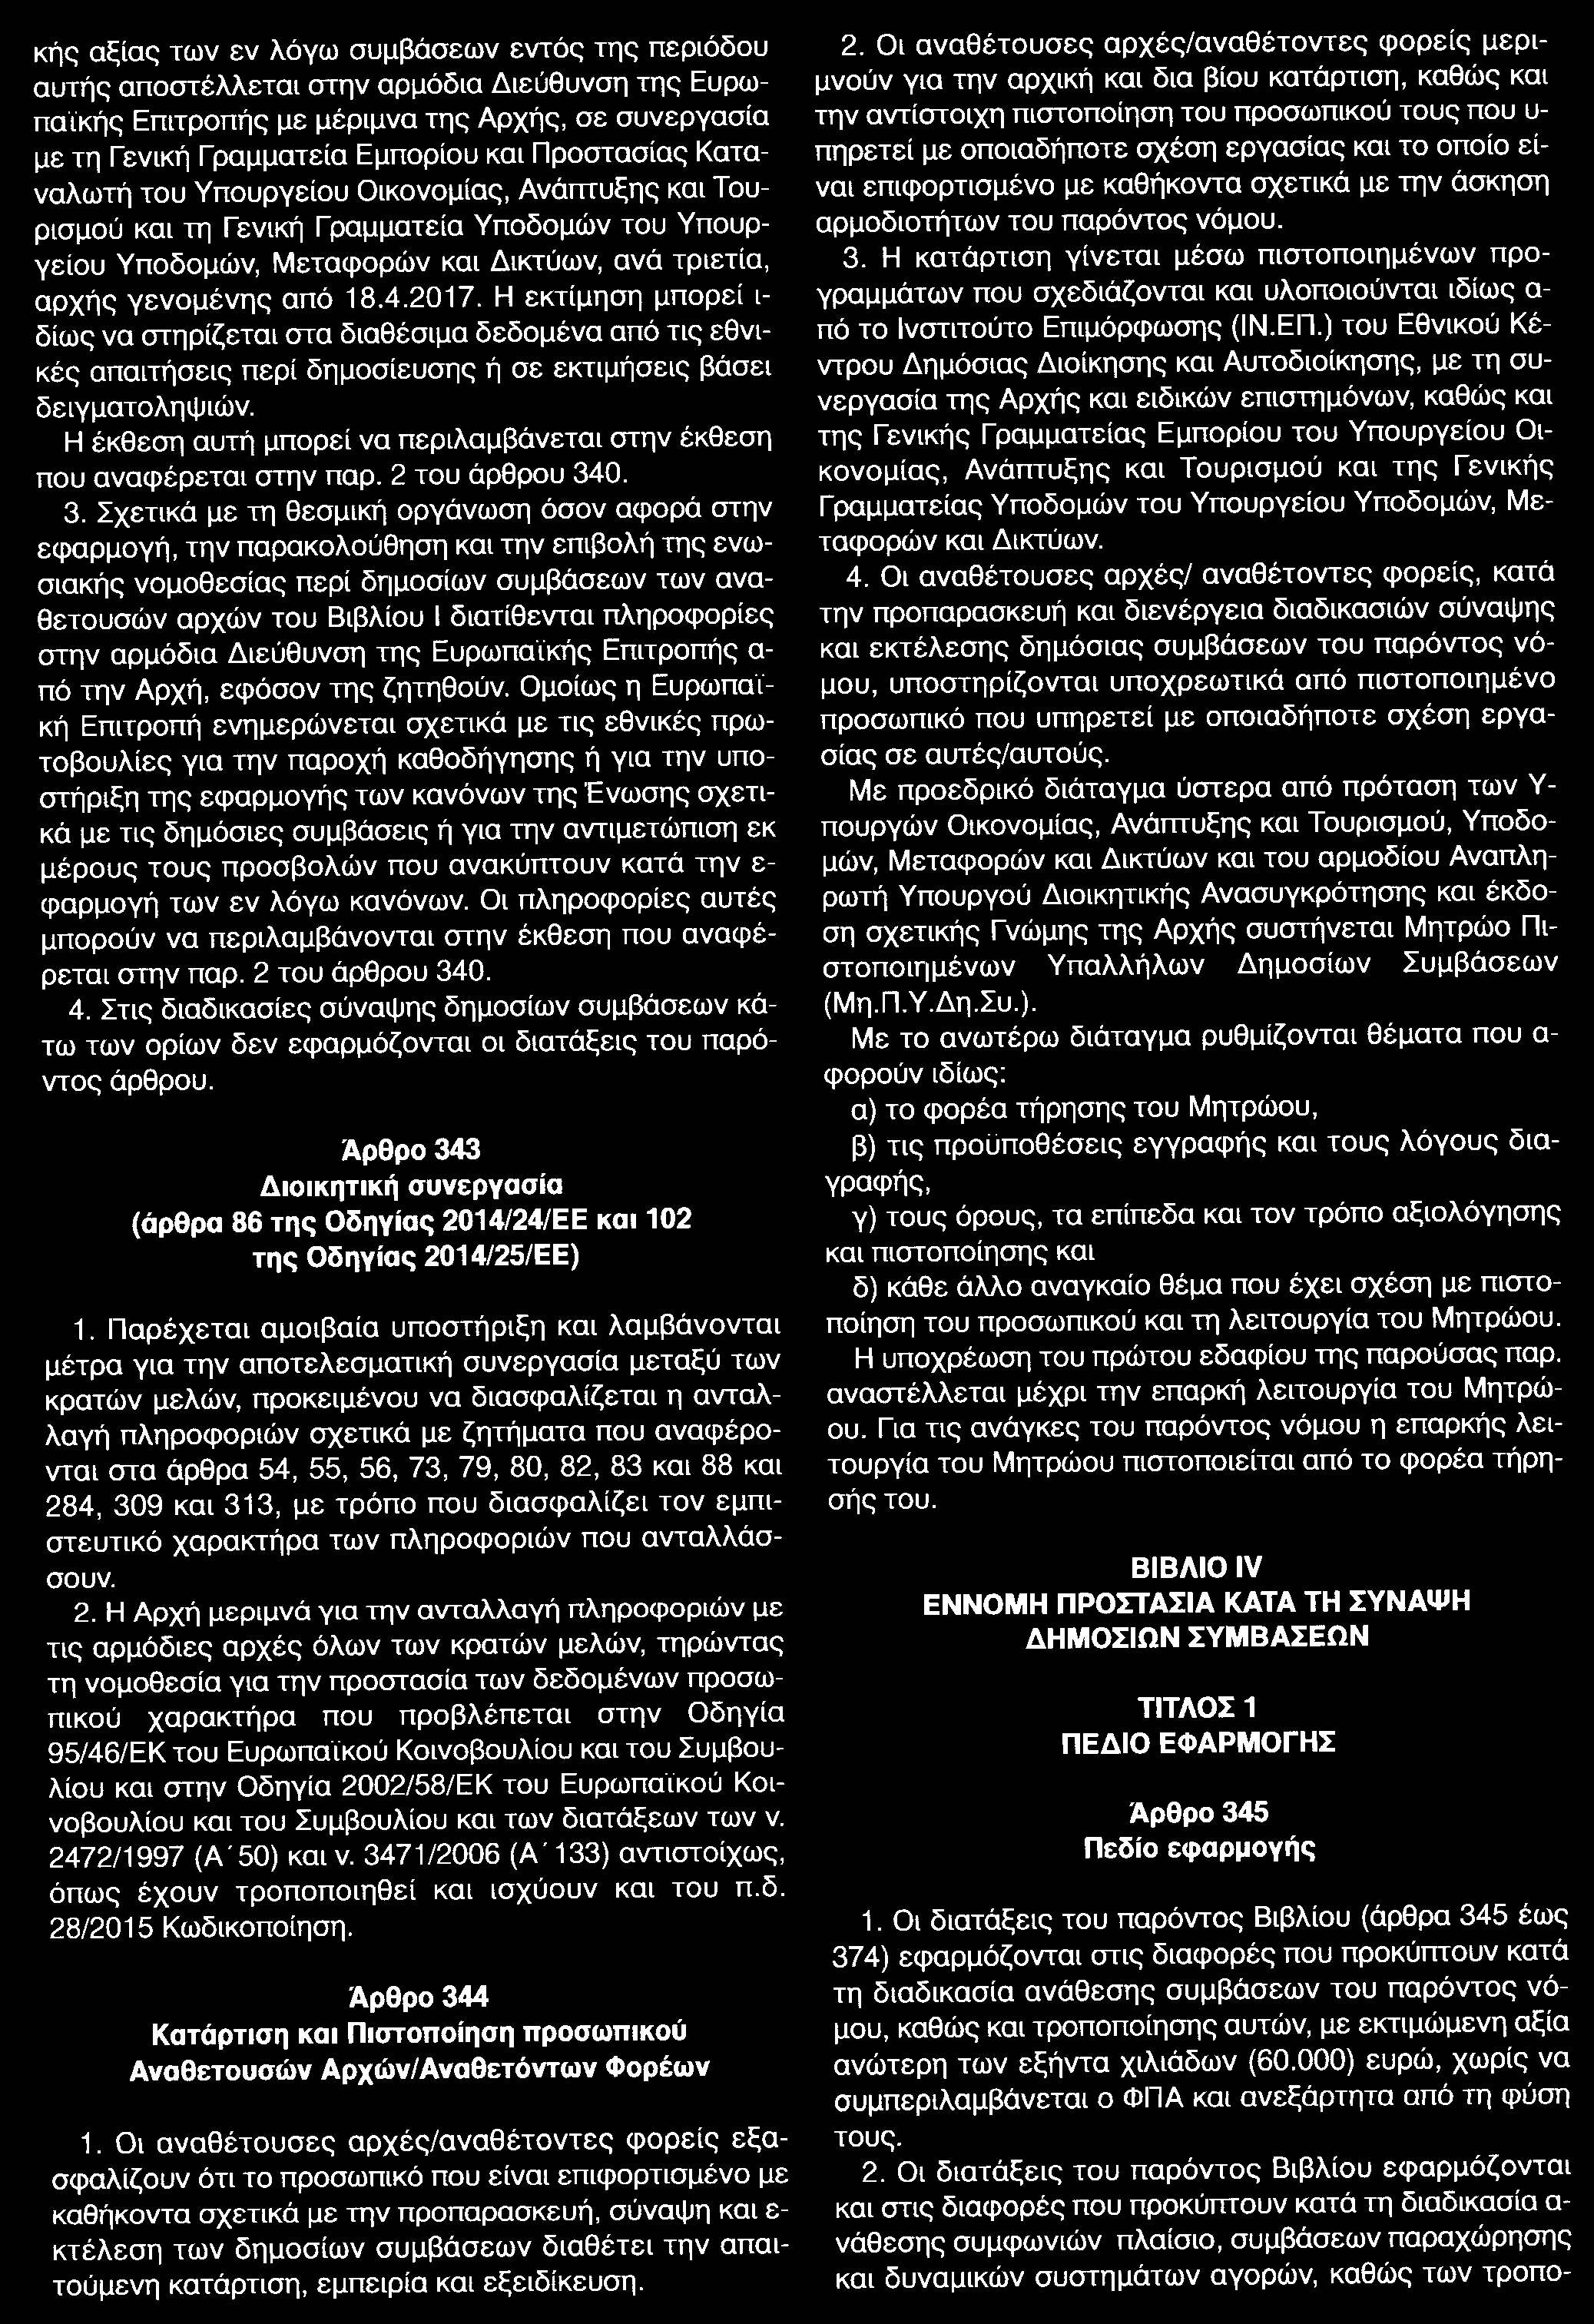 κής αξίας των εν λόγω συμβάσεων εντός της περιόδου
αυτής αποστέλλεται στην αρμόδια Διεύθυνση της Ευρω-
παϊκής Επιτροπής με μέριμνα της Αρχής, σε συνεργασία
με τη Γενική Γραμματεία Εμπορίου και Προστασίας Κατα-
ναλωτή του Υπουργείου Οικονομίας, Ανάπτυξης και Του-
ρισμού και τη Γενική Γραμματεία Υποδομών του Υπουρ-
γείου Υποδομών, Μεταφορών και Δικτύων, ανά τριετία,
αρχής γενομένης από 18.4.2017. Η εκτίμηση μπορεί ι-
δίως να στηρίζεται στα διαθέσιμα δεδομένα από τις εθνι-
κές απαιτήσεις περί δημοσίευσης ή σε εκτιμήσεις βάσει
δειγματοληψιών.
Η έκθεση αυτή μπορεί να περιλαμβάνεται στην έκθεση
που αναφέρεται στην παρ. 2 του άρθρου 340.
3. Σχετικά με τη θεσμική οργάνωση όσον αφορά στην
εφαρμογή, την παρακολούθηση και την επιβολή της ενω-
σιακής νομοθεσίας περί δημοσίων συμβάσεων των ανα-
θετουσών αρχών του Βιβλίου Ι διατίθενται πληροφορίες
στην αρμόδια Διεύθυνση της Ευρωπαϊκής Επιτροπής α-
πό την Αρχή, εφόσον της ζητηθούν. Ομοίως η Ευρωπαϊ-
κή Επιτροπή ενημερώνεται σχετικά με τις εθνικές πρω-
τοβουλίες για την παροχή καθοδήγησης ή για την υπο-
στήριξη της εφαρμογής των κανόνων της Ένωσης σχετι-
κά με τις δημόσιες συμβάσεις ή για την αντιμετώπιση εκ
μέρους τους προσβολών που ανακύπτουν κατά την ε-
φαρμογή των εν λόγω κανόνων. Οι πληροφορίες αυτές
μπορούν να περιλαμβάνονται στην έκθεση που αναφέ-
ρεται στην παρ. 2 του άρθρου 340.
4. Στις διαδικασίες σύναψης δημοσίων συμβάσεων κά-
τω των ορίων δεν εφαρμόζονται οι διατάξεις του παρό-
ντος άρθρου.
Άρθρο 343
Διοικητική συνεργασία
(άρθρα 86 της Οδηγίας 2014/24/ΕΕ και 102
της Οδηγίας 2014/25/ΕΕ)
1. Παρέχεται αμοιβαία υποστήριξη και λαμβάνονται
μέτρα για την αποτελεσματική συνεργασία μεταξύ των
κρατών μελών, προκειμένου να διασφαλίζεται η ανταλ-
λαγή πληροφοριών σχετικά με ζητήματα που αναφέρο-
νται στα άρθρα 54, 55, 56, 73, 79, 80, 82, 83 και 88 και
284, 309 και 313, με τρόπο που διασφαλίζει τον εμπι-
στευτικό χαρακτήρα των πληροφοριών που ανταλλάσ-
σουν.
2. Η Αρχή μεριμνά για την ανταλλαγή πληροφοριών με
τις αρμόδιες αρχές όλων των κρατών μελών, τηρώντας
τη νομοθεσία για την προστασία των δεδομένων προσω-
πικού χαρακτήρα που προβλέπεται στην Οδηγία
95/46/ΕΚ του Ευρωπαϊκού Κοινοβουλίου και του Συμβου-
λίου και στην Οδηγία 2002/58/ΕΚ του Ευρωπαϊκού Κοι-
νοβουλίου και του Συμβουλίου και των διατάξεων των ν.
2472/1997 (Α΄50) και ν. 3471/2006 (Α΄133) αντιστοίχως,
όπως έχουν τροποποιηθεί και ισχύουν και του π.δ.
28/2015 Κωδικοποίηση.
Άρθρο 344
Κατάρτιση και Πιστοποίηση προσωπικού
Αναθετουσών Αρχών/Αναθετόντων Φορέων
1. Οι αναθέτουσες αρχές/αναθέτοντες φορείς εξα-
σφαλίζουν ότι το προσωπικό που είναι επιφορτισμένο με
καθήκοντα σχετικά με την προπαρασκευή, σύναψη και ε-
κτέλεση των δημοσίων συμβάσεων διαθέτει την απαι-
τούμενη κατάρτιση, εμπειρία και εξειδίκευση.
2. Οι αναθέτουσες αρχές/αναθέτοντες φορείς μερι-
μνούν για την αρχική και δια βίου κατάρτιση, καθώς και
την αντίστοιχη πιστοποίηση του προσωπικού τους που υ-
πηρετεί με οποιαδήποτε σχέση εργασίας και το οποίο εί-
ναι επιφορτισμένο με καθήκοντα σχετικά με την άσκηση
αρμοδιοτήτων του παρόντος νόμου.
3. Η κατάρτιση γίνεται μέσω πιστοποιημένων προ-
γραμμάτων που σχεδιάζονται και υλοποιούνται ιδίως α-
πό το Ινστιτούτο Επιμόρφωσης (ΙΝ.ΕΠ.) του Εθνικού Κέ-
ντρου Δημόσιας Διοίκησης και Αυτοδιοίκησης, με τη συ-
νεργασία της Αρχής και ειδικών επιστημόνων, καθώς και
της Γενικής Γραμματείας Εμπορίου του Υπουργείου Οι-
κονομίας, Ανάπτυξης και Τουρισμού και της Γενικής
Γραμματείας Υποδομών του Υπουργείου Υποδομών, Με-
ταφορών και Δικτύων.
4. Οι αναθέτουσες αρχές/ αναθέτοντες φορείς, κατά
την προπαρασκευή και διενέργεια διαδικασιών σύναψης
και εκτέλεσης δημόσιας συμβάσεων του παρόντος νό-
μου, υποστηρίζονται υποχρεωτικά από πιστοποιημένο
προσωπικό που υπηρετεί με οποιαδήποτε σχέση εργα-
σίας σε αυτές/αυτούς.
Με προεδρικό διάταγμα ύστερα από πρόταση των Υ-
πουργών Οικονομίας, Ανάπτυξης και Τουρισμού, Υποδο-
μών, Μεταφορών και Δικτύων και του αρμοδίου Αναπλη-
ρωτή Υπουργού Διοικητικής Ανασυγκρότησης και έκδο-
ση σχετικής Γνώμης της Αρχής συστήνεται Μητρώο Πι-
στοποιημένων Υπαλλήλων Δημοσίων Συμβάσεων
(Μη.Π.Υ.Δη.Συ.).
Με το ανωτέρω διάταγμα ρυθμίζονται θέματα που α-
φορούν ιδίως:
α) το φορέα τήρησης του Μητρώου,
β) τις προϋποθέσεις εγγραφής και τους λόγους δια-
γραφής,
γ) τους όρους, τα επίπεδα και τον τρόπο αξιολόγησης
και πιστοποίησης και
δ) κάθε άλλο αναγκαίο θέμα που έχει σχέση με πιστο-
ποίηση του προσωπικού και τη λειτουργία του Μητρώου.
Η υποχρέωση του πρώτου εδαφίου της παρούσας παρ.
αναστέλλεται μέχρι την επαρκή λειτουργία του Μητρώ-
ου. Για τις ανάγκες του παρόντος νόμου η επαρκής λει-
τουργία του Μητρώου πιστοποιείται από το φορέα τήρη-
σής του.
ΒΙΒΛΙΟ IV
ΕΝΝΟΜΗ ΠΡΟΣΤΑΣΙΑ ΚΑΤΑ ΤΗ ΣΥΝΑΨΗ
ΔΗΜΟΣΙΩΝ ΣΥΜΒΑΣΕΩΝ
ΤΙΤΛΟΣ 1
ΠΕΔΙΟ ΕΦΑΡΜΟΓΗΣ
Άρθρο 345
Πεδίο εφαρμογής
1. Οι διατάξεις του παρόντος Βιβλίου (άρθρα 345 έως
374) εφαρμόζονται στις διαφορές που προκύπτουν κατά
τη διαδικασία ανάθεσης συμβάσεων του παρόντος νό-
μου, καθώς και τροποποίησης αυτών, με εκτιμώμενη αξία
ανώτερη των εξήντα χιλιάδων (60.000) ευρώ, χωρίς να
συμπεριλαμβάνεται ο ΦΠΑ και ανεξάρτητα από τη φύση
τους.
2. Οι διατάξεις του παρόντος Βιβλίου εφαρμόζονται
και στις διαφορές που προκύπτουν κατά τη διαδικασία α-
νάθεσης συμφωνιών πλαίσιο, συμβάσεων παραχώρησης
και δυναμικών συστημάτων αγορών, καθώς των τροπο-